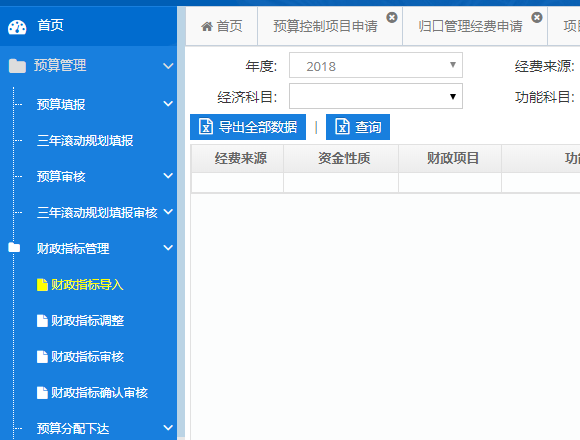 首页
预算管理
预算填报
三年滚动规划填报
预算审核
三年滚动规划填报审核
财政指标管理
财政指标导入
财政指标调整
财政指标审核
财政指标确认审核
预算分配下达
首页 预算控制项目申请 归口管理经费申请 项
年度: 2018 经费来源:
经济科目: 功能科目:
导出全部数据 | 查询
经费来源 资金性质 财政项目 功